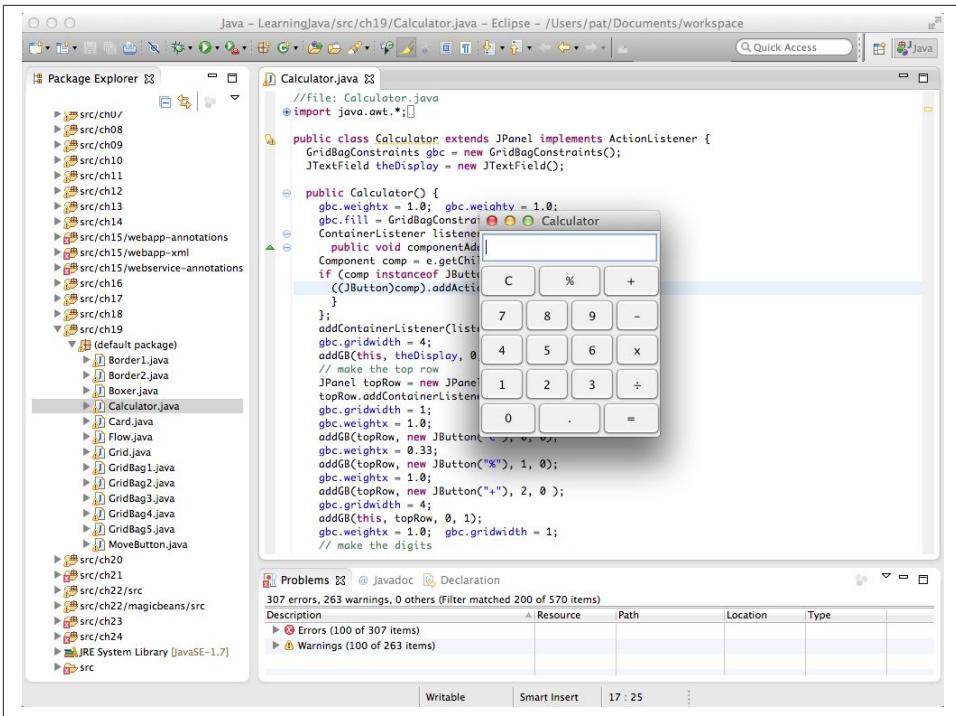 Java – LearningJava/src/ch19/Calculator.java – Eclipse – /Users/pat/Documents/workspace
Quick Access
Java
Package Explorer
src/ch07
src/ch08
src/ch09
src/ch10
src/ch11
src/ch12
src/ch13
src/ch14
src/ch15/webapp-annotations
src/ch15/webapp-xml
src/ch15/webservice-annotations
src/ch16
src/ch17
src/ch18
src/ch19
(default package)
Border1.java
Border2.java
Boxer.java
Calculator.java
Card.java
Flow.java
Grid.java
GridBag1.java
GridBag2.java
GridBag3.java
GridBag4.java
GridBag5.java
MoveButton.java
src/ch20
src/ch21
src/ch22/src
src/ch22/magicbeans/src
src/ch23
src/ch24
JRE System Library [JavaSE-1.7]
src
Calculator.java
//file: Calculator.java
import java.awt.*;
public class Calculator extends JPanel implements ActionListener {
GridBagConstraints gbc = new GridBagConstraints();
JTextField theDisplay = new JTextField();
public Calculator() {
gbc.weightx = 1.0; gbc.weighty = 1.0;
gbc.fill = GridBagConstra
ContainerListener listene
public void componentAd
Component comp = e.getChi
if (comp instanceof JButt
((JButton)comp).addActi
}
};
addContainerListener(list
gbc.gridwidth = 4;
addGB(this, theDisplay, 0
// make the top row
JPanel topRow = new JPane
topRow.addContainerListen
gbc.gridwidth = 1;
gbc.weightx = 1.0;
addGB(topRow, new JButton("C"), 0, 0);
gbc.weightx = 0.33;
addGB(topRow, new JButton("%"), 1, 0);
gbc.weightx = 1.0;
addGB(topRow, new JButton("+"), 2, 0 );
gbc.gridwidth = 4;
addGB(this, topRow, 0, 1);
gbc.weightx = 1.0; gbc.gridwidth = 1;
// make the digits
Calculator
C % +
7 8 9 -
4 5 6 x
1 2 3 ÷
0 . =
Problems @ Javadoc Declaration
307 errors, 263 warnings, 0 others (Filter matched 200 of 570 items)
Description Resource Path Location Type
Errors (100 of 307 items)
Warnings (100 of 263 items)
Writable Smart Insert 17 : 25